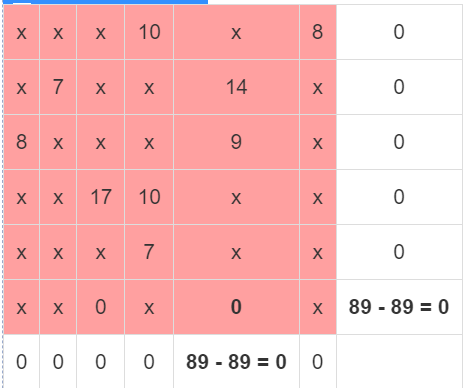 x x x 10 x 8 0
x 7 x x 14 x 0
8 x x x 9 x 0
x x 17 10 x x 0
x x x 7 x x 0
x x 0 x 0 x 89 - 89 = 0
0 0 0 0 89 - 89 = 0 0